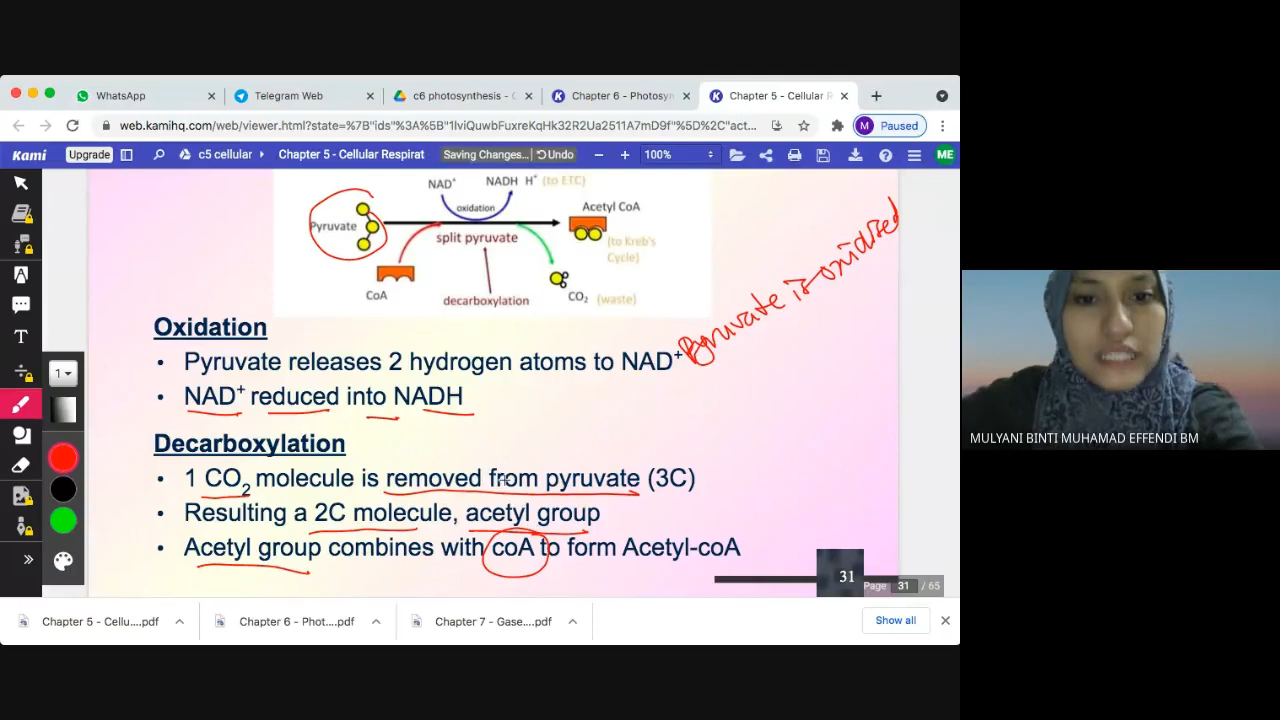 WhatsApp
Telegram Web
c6 photosynthesis - G
Chapter 6 - Photosyn
Chapter 5 - Cellular R
web.kamihq.com/web/viewer.html?state=%7B"ids"%3A%5B"1lviQuwbFuxreKqHk32R2Ua2511A7mD9f"%5D%2C"act...
M Paused
Kami
Upgrade
c5 cellular
Chapter 5 - Cellular Respirat
Saving Changes...
Undo
100%
ME
NAD⁺
NADH H⁺ (to ETC)
oxidation
Acetyl CoA
Pyruvate
split pyruvate
(to Kreb's
Cycle)
CoA
decarboxylation
CO₂ (waste)
Pyruvate is oxidised
Oxidation
• Pyruvate releases 2 hydrogen atoms to NAD⁺
• NAD⁺ reduced into NADH
Decarboxylation
• 1 CO₂ molecule is removed from pyruvate (3C)
• Resulting a 2C molecule, acetyl group
• Acetyl group combines with coA to form Acetyl-coA
31
Page 31 / 65
1
T
Chapter 5 - Cellu....pdf
Chapter 6 - Phot....pdf
Chapter 7 - Gase....pdf
Show all
MULYANI BINTI MUHAMAD EFFENDI BM